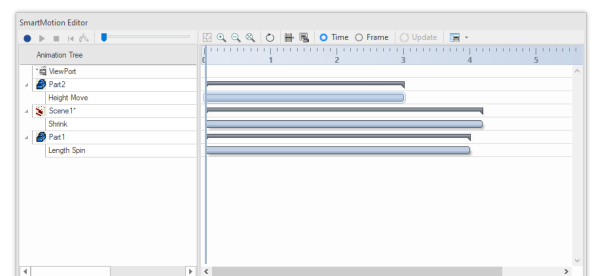 SmartMotion Editor
Time Frame Update
Animation Tree
1 2 3 4 5
ViewPort
Part2
Height Move
Scene1*
Shrink
Part1
Length Spin